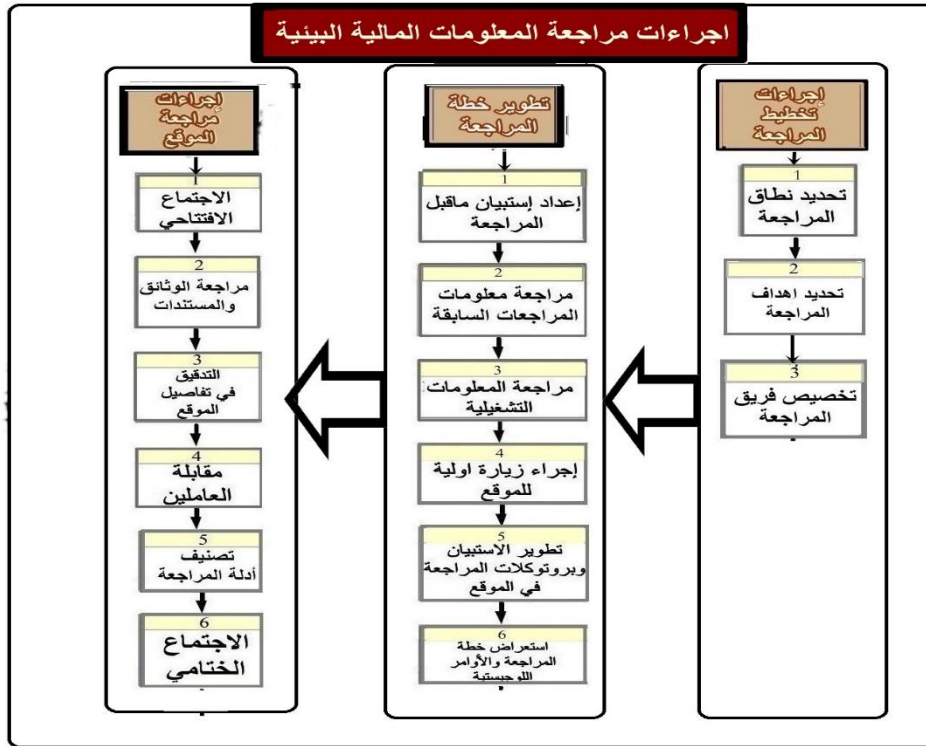 اجراءات مراجعة المعلومات المالية البيئية
إجراءات
تخطيط
المراجعة
1
تحديد نطاق
المراجعة
2
تحديد اهداف
المراجعة
3
تخصيص فريق
المراجعة
تطوير خطة
المراجعة
1
إعداد إستبيان ماقبل
المراجعة
2
مراجعة معلومات
المراجعات السابقة
3
مراجعة المعلومات
التشغيلية
4
إجراء زيارة اولية
للموقع
5
تطوير الاستبيان
وبروتوكلات المراجعة
في الموقع
6
استعراض خطة
المراجعة والأوامر
اللوجيستية
إجراءات
مراجعة
الموقع
1
الاجتماع
الافتتاحي
2
مراجعة الوثائق
والمستندات
3
التدقيق
في تفاصيل
الموقع
4
مقابلة
العاملين
5
تصنيف
أدلة المراجعة
6
الاجتماع
الختامي